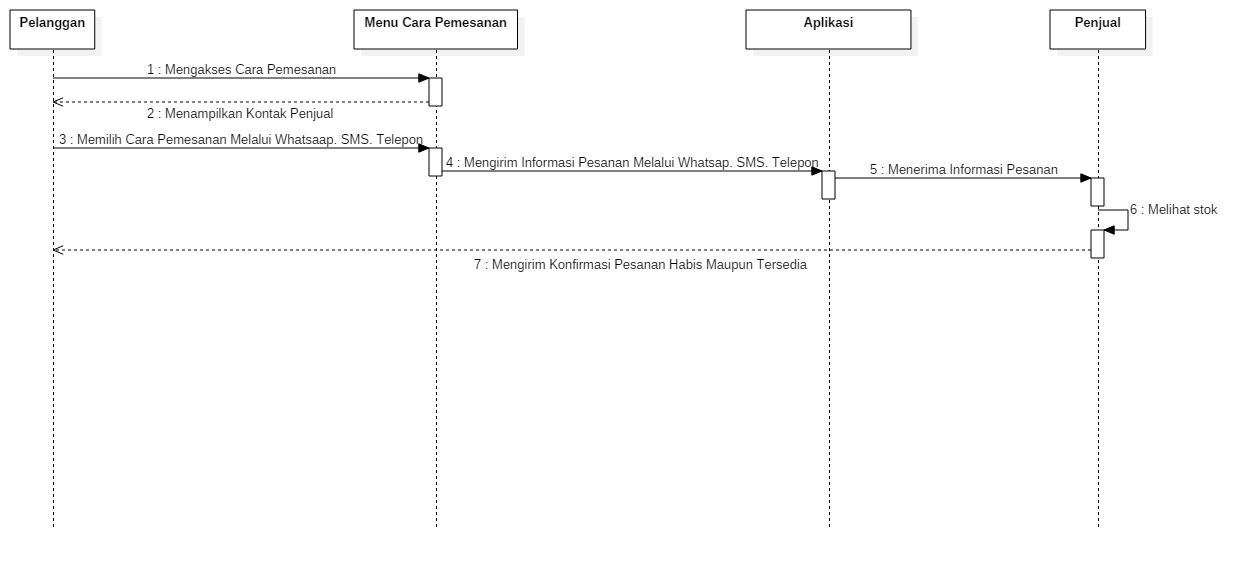 Pelanggan
Menu Cara Pemesanan
Aplikasi
Penjual
1 : Mengakses Cara Pemesanan
2 : Menampilkan Kontak Penjual
3 : Memilih Cara Pemesanan Melalui Whatsaap. SMS. Telepon
4 : Mengirim Informasi Pesanan Melalui Whatsap. SMS. Telepon
5 : Menerima Informasi Pesanan
6 : Melihat stok
7 : Mengirim Konfirmasi Pesanan Habis Maupun Tersedia